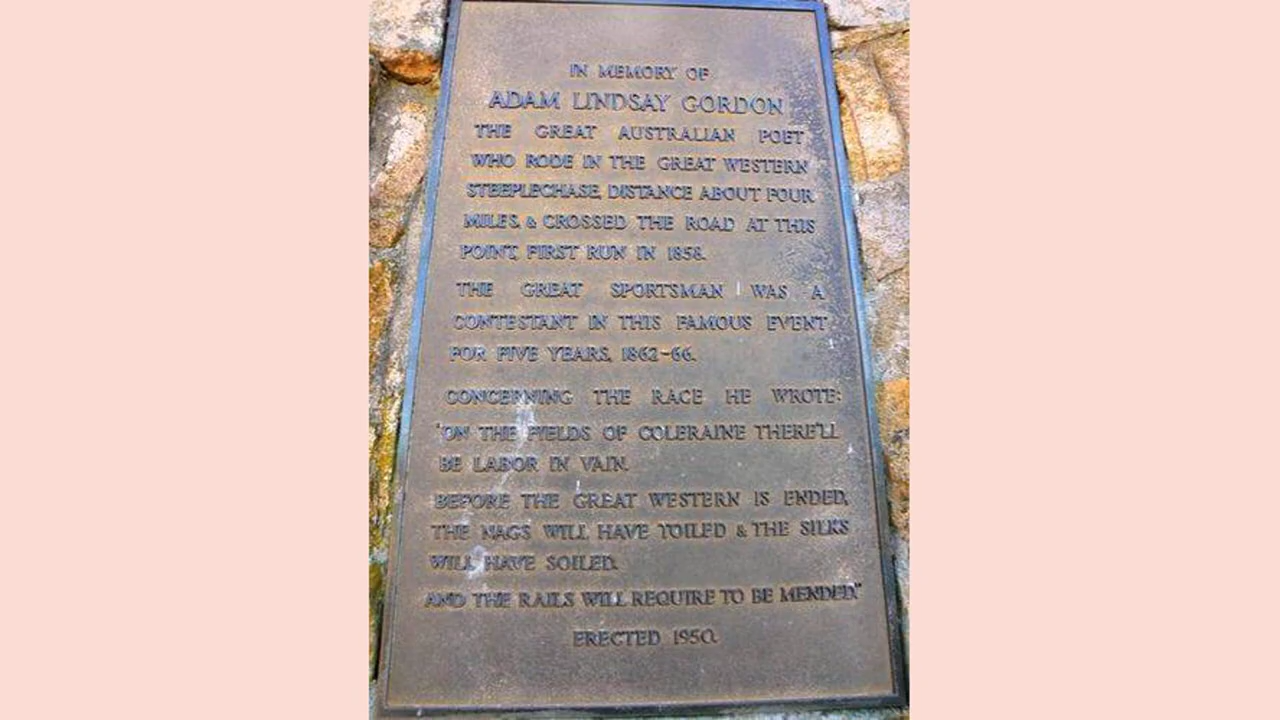 IN MEMORY OF
ADAM LINDSAY GORDON
THE GREAT AUSTRALIAN POET
WHO RODE IN THE GREAT WESTERN
STEEPLECHASE, DISTANCE ABOUT FOUR
MILES, & CROSSED THE ROAD AT THIS
POINT, FIRST RUN IN 1858.
THE GREAT SPORTSMAN WAS A
CONTESTANT IN THIS FAMOUS EVENT
FOR FIVE YEARS, 1862-66.
CONCERNING THE RACE HE WROTE:
"ON THE FIELDS OF COLERAINE THERE'LL
BE LABOR IN VAIN.
BEFORE THE GREAT WESTERN IS ENDED,
THE NAGS WILL HAVE TOILED & THE SILKS
WILL HAVE SOILED.
AND THE RAILS WILL REQUIRE TO BE MENDED."
ERECTED 1950.